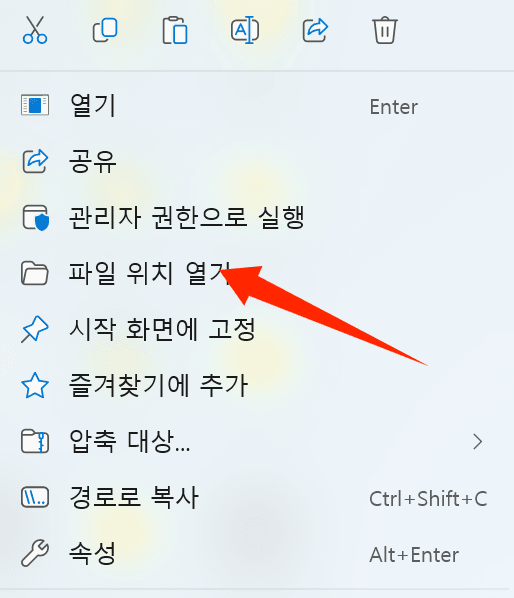 열기 Enter
공유
관리자 권한으로 실행
파일 위치 열기
시작 화면에 고정
즐겨찾기에 추가
압축 대상...
경로로 복사 Ctrl+Shift+C
속성 Alt+Enter